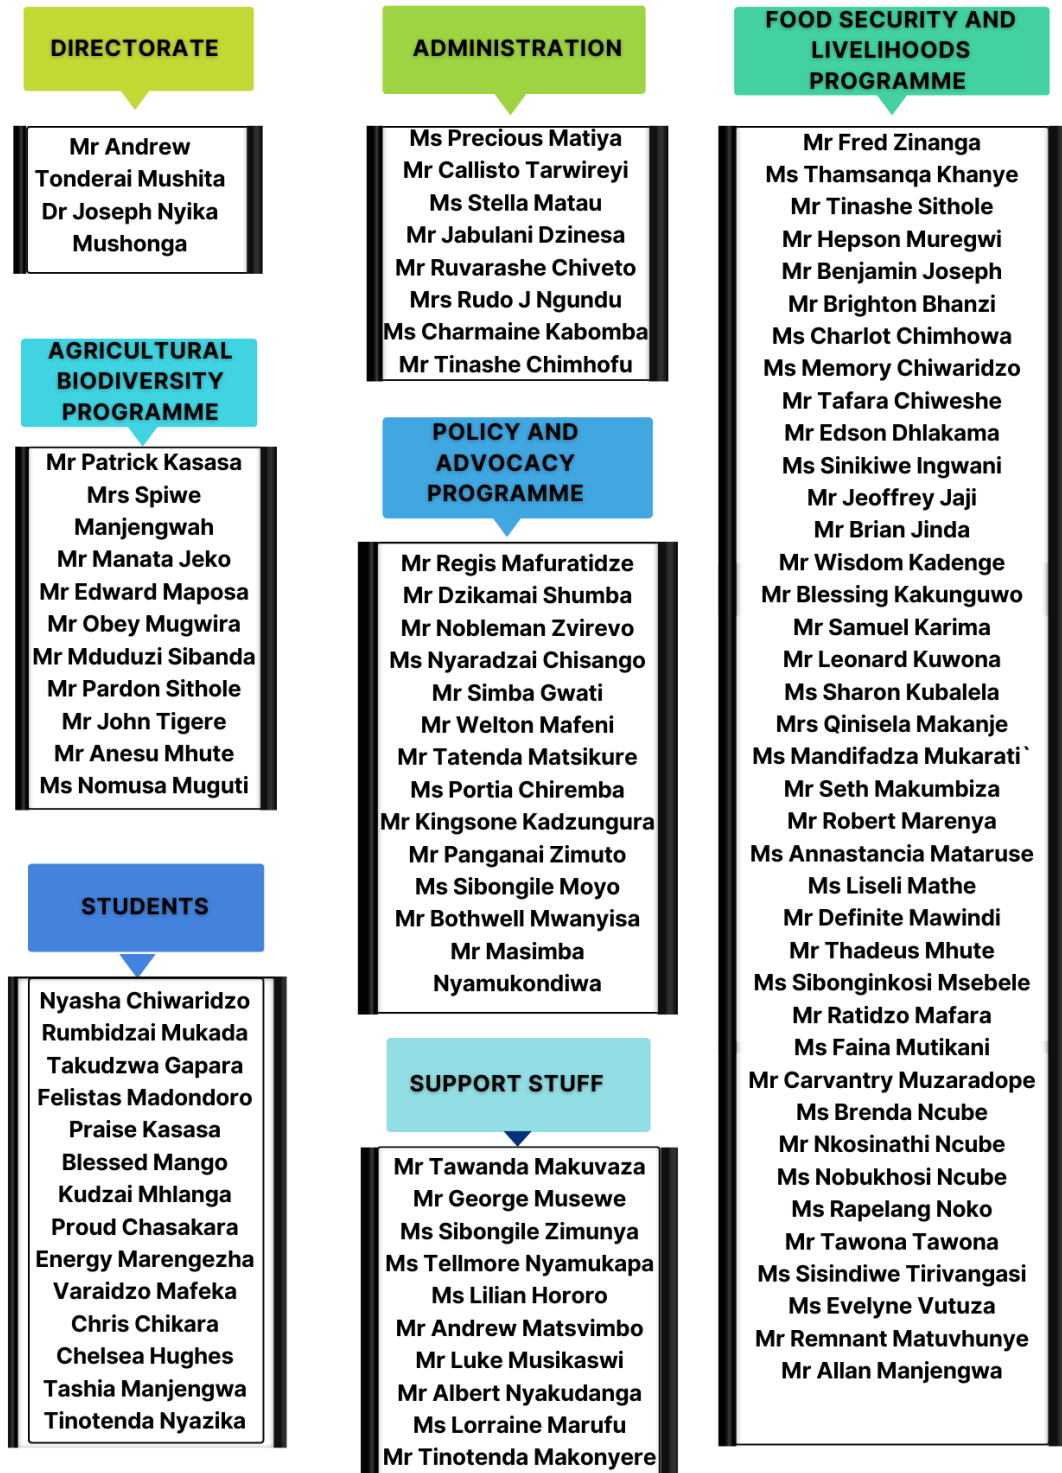 DIRECTORATE
Mr Andrew
Tonderai Mushita
Dr Joseph Nyika
Mushonga
AGRICULTURAL
BIODIVERSITY
PROGRAMME
Mr Patrick Kasasa
Mrs Spiwe
Manjengwah
Mr Manata Jeko
Mr Edward Maposa
Mr Obey Mugwira
Mr Mduduzi Sibanda
Mr Pardon Sithole
Mr John Tigere
Mr Anesu Mhute
Ms Nomusa Muguti
STUDENTS
Nyasha Chiwaridzo
Rumbidzai Mukada
Takudzwa Gapara
Felistas Madondoro
Praise Kasasa
Blessed Mango
Kudzai Mhlanga
Proud Chasakara
Energy Marengezha
Varaidzo Mafeka
Chris Chikara
Chelsea Hughes
Tashia Manjengwa
Tinotenda Nyazika
ADMINISTRATION
Ms Precious Matiya
Mr Callisto Tarwireyi
Ms Stella Matau
Mr Jabulani Dzinesa
Mr Ruvarashe Chiveto
Mrs Rudo J Ngundu
Ms Charmaine Kabomba
Mr Tinashe Chimhofu
POLICY AND
ADVOCACY
PROGRAMME
Mr Regis Mafuratidze
Mr Dzikamai Shumba
Mr Nobleman Zvirevo
Ms Nyaradzai Chisango
Mr Simba Gwati
Mr Welton Mafeni
Mr Tatenda Matsikure
Ms Portia Chiremba
Mr Kingsone Kadzungura
Mr Panganai Zimuto
Ms Sibongile Moyo
Mr Bothwell Mwanyisa
Mr Masimba
Nyamukondiwa
SUPPORT STUFF
Mr Tawanda Makuvaza
Mr George Musewe
Ms Sibongile Zimunya
Ms Tellmore Nyamukapa
Ms Lilian Hororo
Mr Andrew Matsvimbo
Mr Luke Musikaswi
Mr Albert Nyakudanga
Ms Lorraine Marufu
Mr Tinotenda Makonyere
FOOD SECURITY AND
LIVELIHOODS
PROGRAMME
Mr Fred Zinanga
Ms Thamsanqa Khanye
Mr Tinashe Sithole
Mr Hepson Muregwi
Mr Benjamin Joseph
Mr Brighton Bhanzi
Ms Charlot Chimhowa
Ms Memory Chiwaridzo
Mr Tafara Chiweshe
Mr Edson Dhlakama
Ms Sinikiwe Ingwani
Mr Jeoffrey Jaji
Mr Brian Jinda
Mr Wisdom Kadenge
Mr Blessing Kakunguwo
Mr Samuel Karima
Mr Leonard Kuwona
Ms Sharon Kubalela
Mrs Qinisela Makanje
Ms Mandifadza Mukarati`
Mr Seth Makumbiza
Mr Robert Marenya
Ms Annastancia Mataruse
Ms Liseli Mathe
Mr Definite Mawindi
Mr Thadeus Mhute
Ms Sibonginkosi Msebele
Mr Ratidzo Mafara
Ms Faina Mutikani
Mr Carvantry Muzaradope
Ms Brenda Ncube
Mr Nkosinathi Ncube
Ms Nobukhosi Ncube
Ms Rapelang Noko
Mr Tawona Tawona
Ms Sisindiwe Tirivangasi
Ms Evelyne Vutuza
Mr Remnant Matuvhunye
Mr Allan Manjengwa